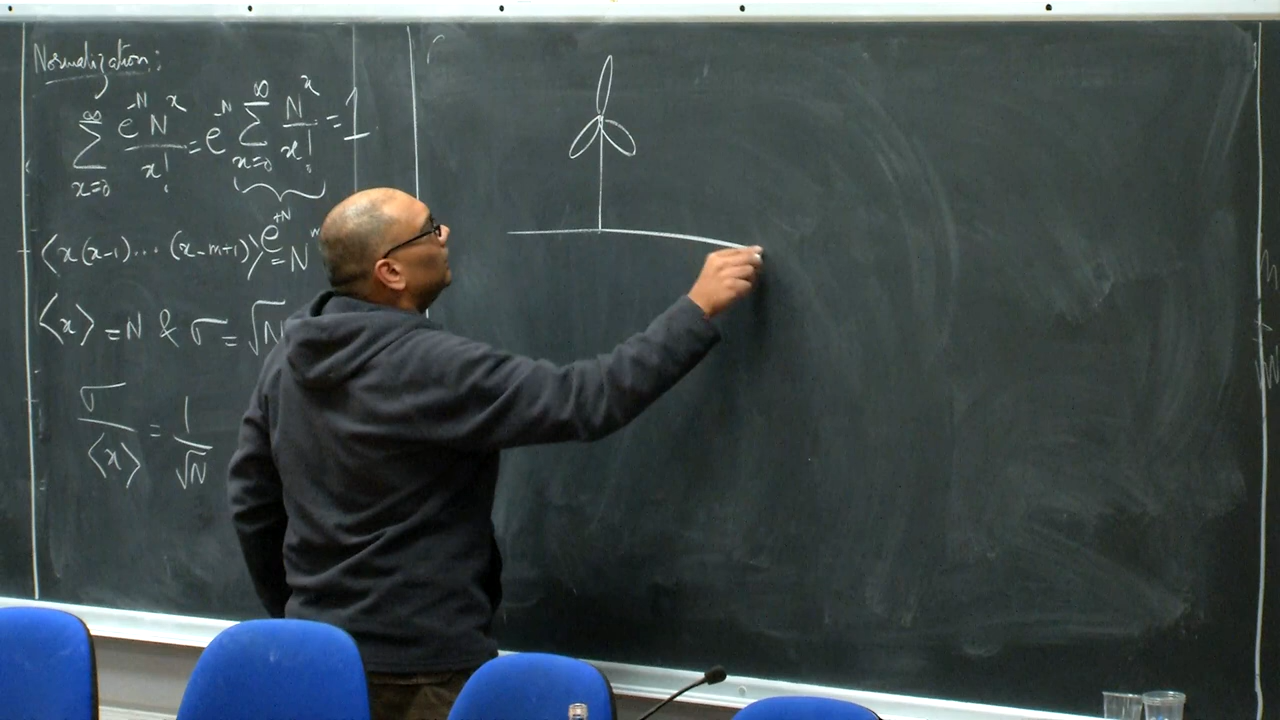 Normalization:
∑_{x=0}^{∞} e^{-N} N^x / x! = e^{-N} ∑_{x=0}^{∞} N^x / x! = 1
e^{+N}
⟨x(x-1)...(x-m+1)⟩ = N^m
⟨x⟩ = N & σ = √N
σ / ⟨x⟩ = 1 / √N